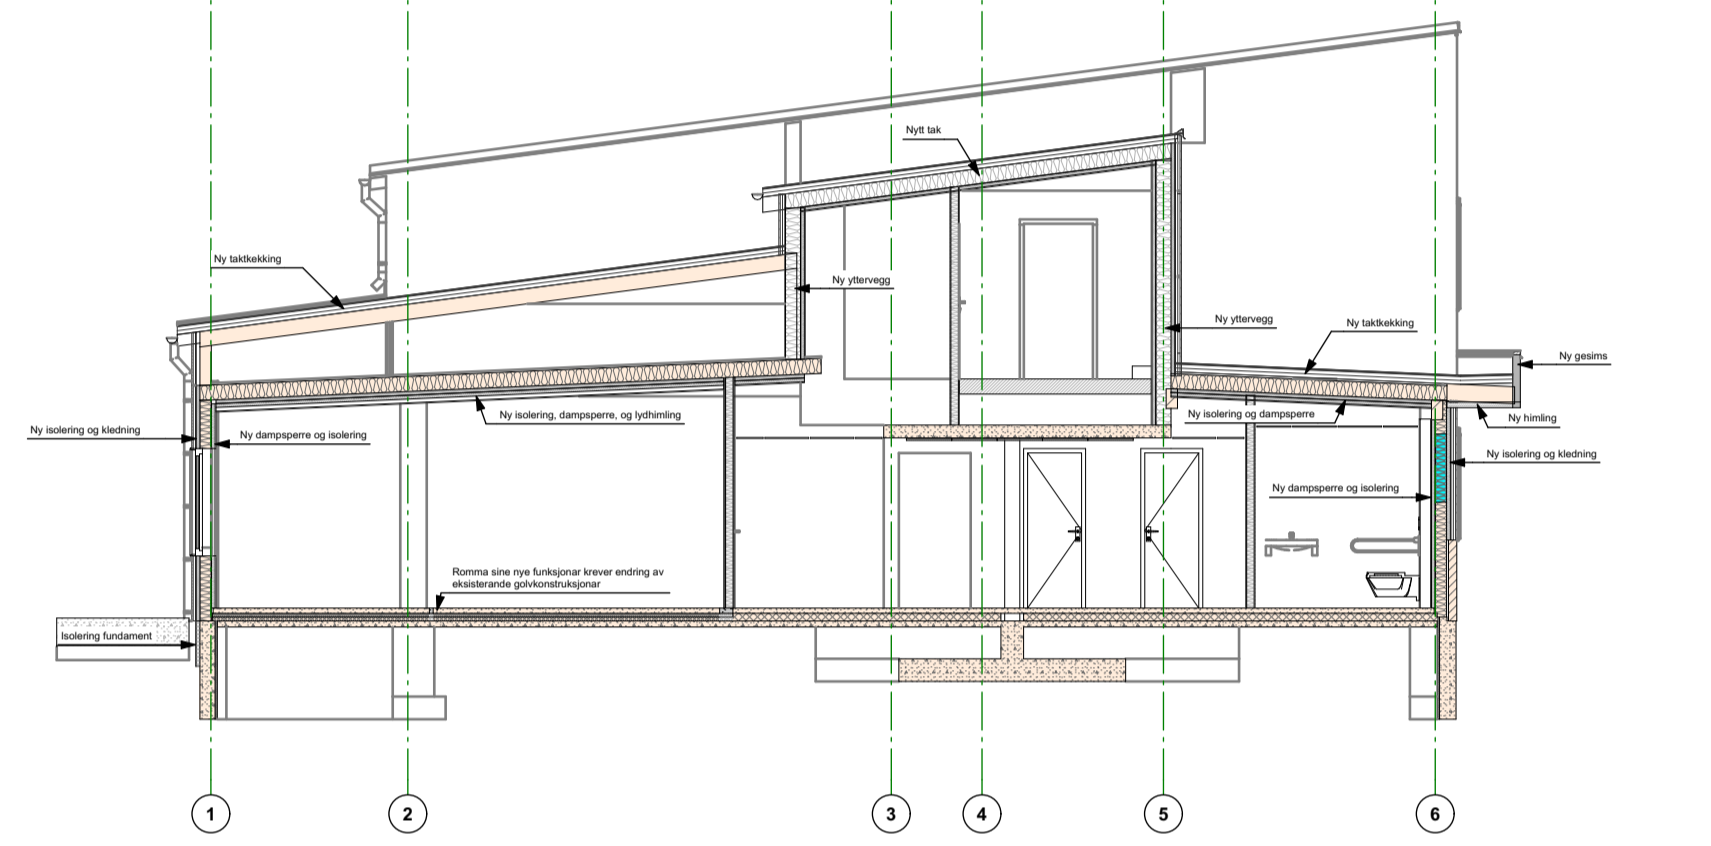 Nytt tak
Ny taktkekking
Ny yttervegg
Ny yttervegg
Ny taktkekking
Ny gesims
Ny isolering, dampsperre, og lydhimling
Ny isolering og dampsperre
Ny himling
Ny isolering og kledning
Ny dampsperre og isolering
Ny isolering og kledning
Ny dampsperre og isolering
Romma sine nye funksjonar krever endring av
eksisterande golvkonstruksjonar
Isolering fundament
1 2 3 4 5 6